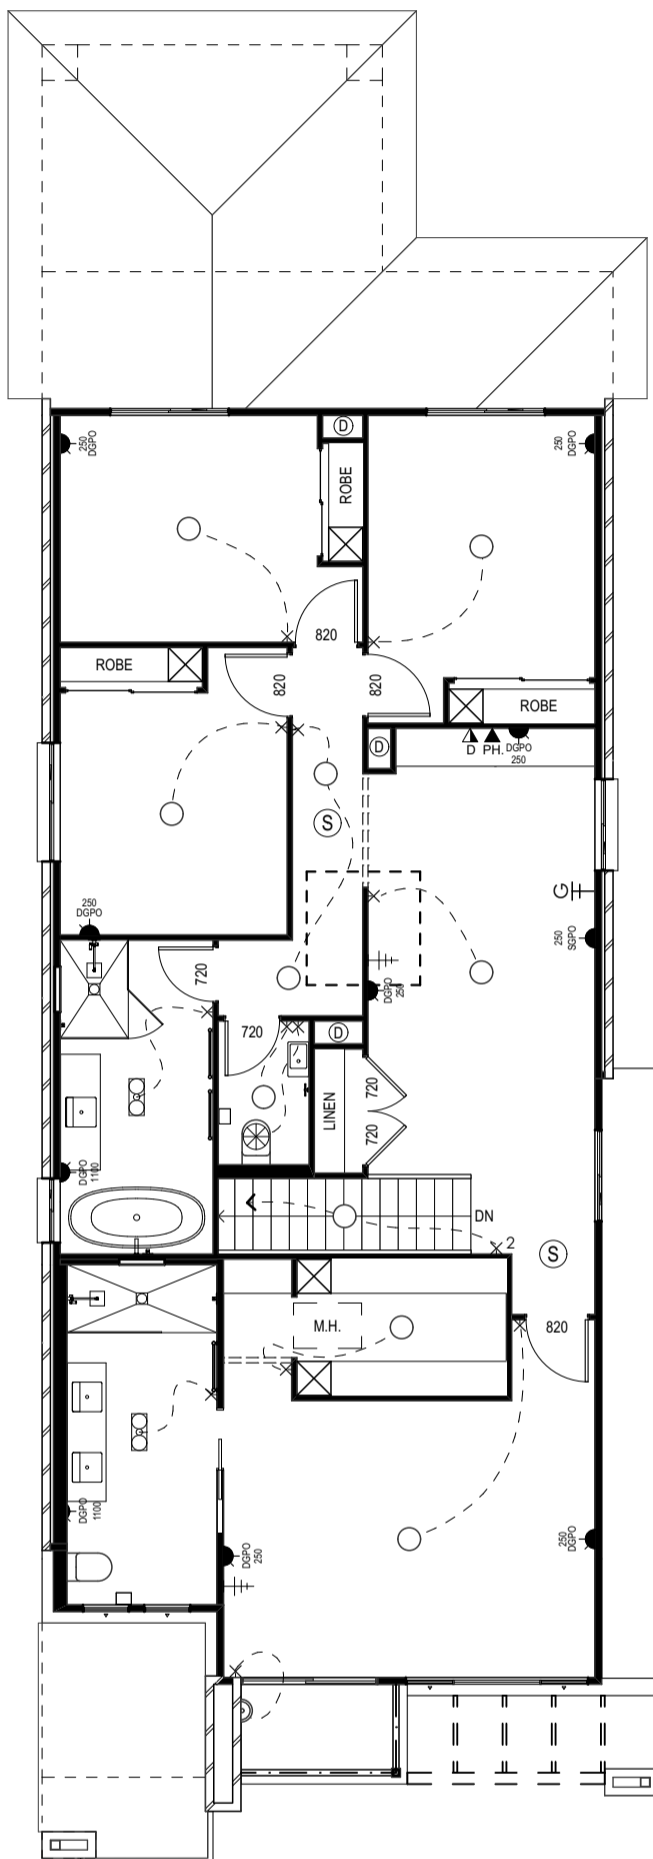 D
250
DGPO
250
DGPO
ROBE
820
ROBE
820
820
ROBE
D
D
PH.
DGPO
250
S
G
250
DGPO
250
SGPO
720
DGPO
250
720
D
720
LINEN
720
DGPO
1100
DN
2
S
M.H.
820
DGPO
1100
250
DGPO
DGPO
250